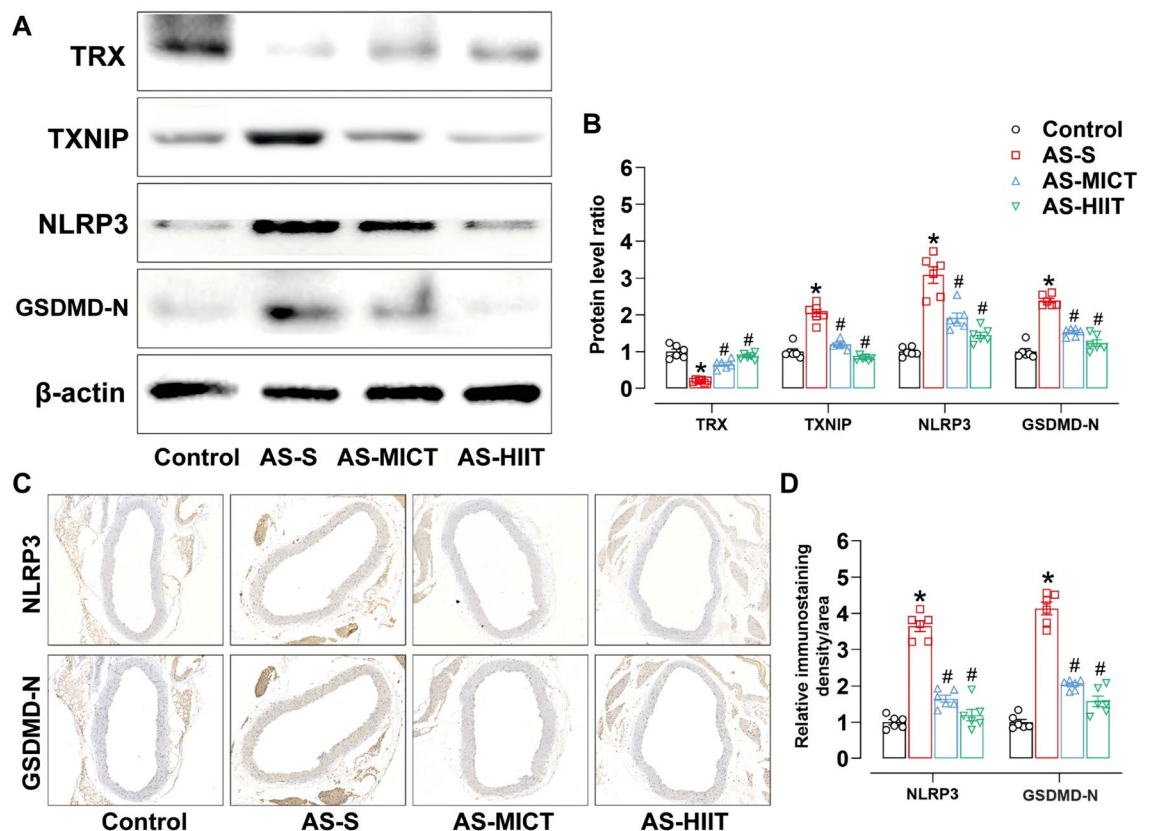 A
TRX
TXNIP
NLRP3
GSDMD-N
β-actin
Control AS-S AS-MICT AS-HIIT
B
Control
AS-S
AS-MICT
AS-HIIT
Protein level ratio
6
5
4
3
2
1
0
* # #
* # #
* # #
* # #
TRX TXNIP NLRP3 GSDMD-N
C
NLRP3
GSDMD-N
Control AS-S AS-MICT AS-HIIT
D
Relative immunostaining
density/area
6
5
4
3
2
1
0
* # #
* # #
NLRP3 GSDMD-N